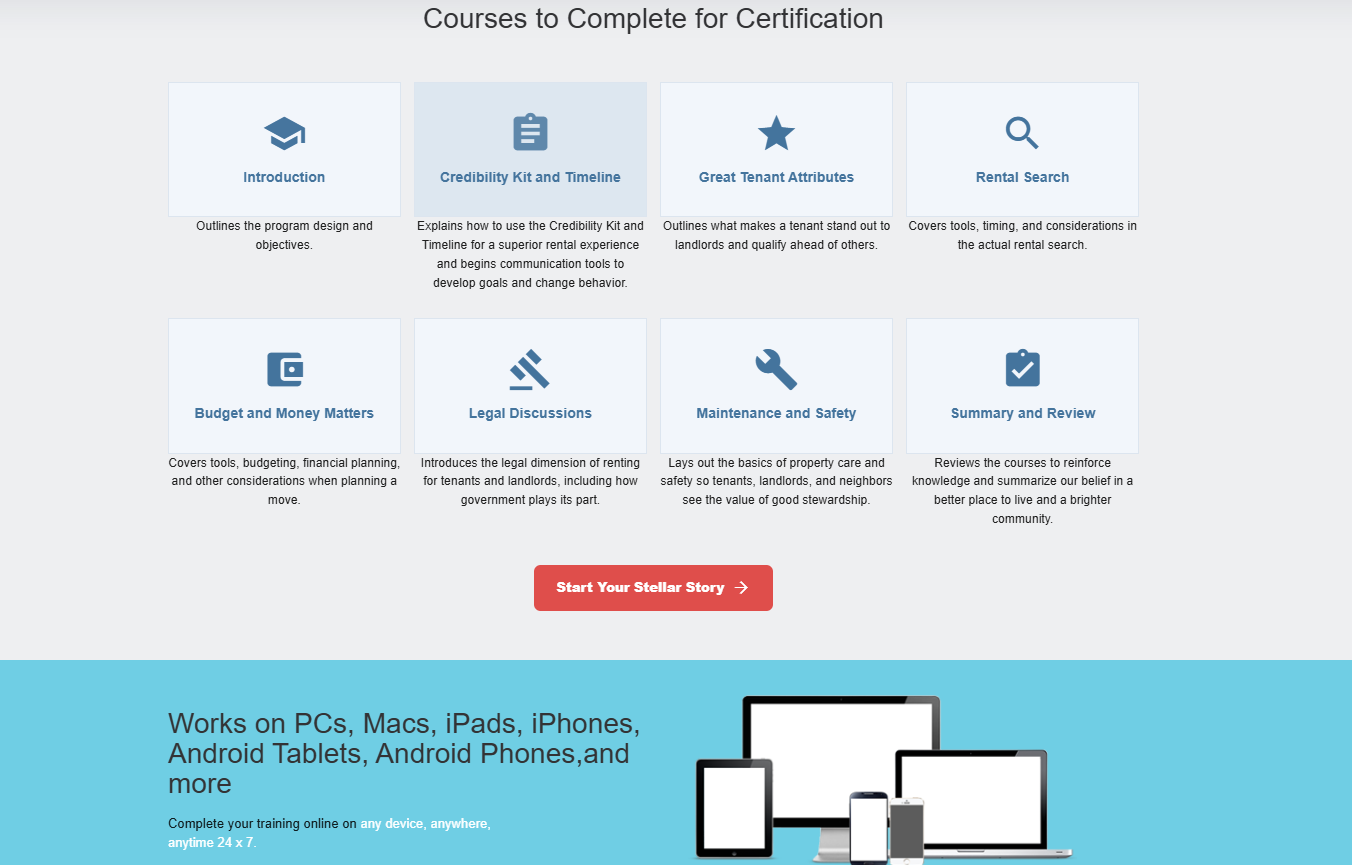 Courses to Complete for Certification
Introduction
Outlines the program design and
objectives.
Credibility Kit and Timeline
Explains how to use the Credibility Kit and
Timeline for a superior rental experience
and begins communication tools to
develop goals and change behavior.
Great Tenant Attributes
Outlines what makes a tenant stand out to
landlords and qualify ahead of others.
Rental Search
Covers tools, timing, and considerations in
the actual rental search.
Budget and Money Matters
Covers tools, budgeting, financial planning,
and other considerations when planning a
move.
Legal Discussions
Introduces the legal dimension of renting
for tenants and landlords, including how
government plays its part.
Maintenance and Safety
Lays out the basics of property care and
safety so tenants, landlords, and neighbors
see the value of good stewardship.
Summary and Review
Reviews the courses to reinforce
knowledge and summarize our belief in a
better place to live and a brighter
community.
Start Your Stellar Story
Works on PCs, Macs, iPads, iPhones,
Android Tablets, Android Phones,and
more
Complete your training online on any device, anywhere,
anytime 24 x 7.